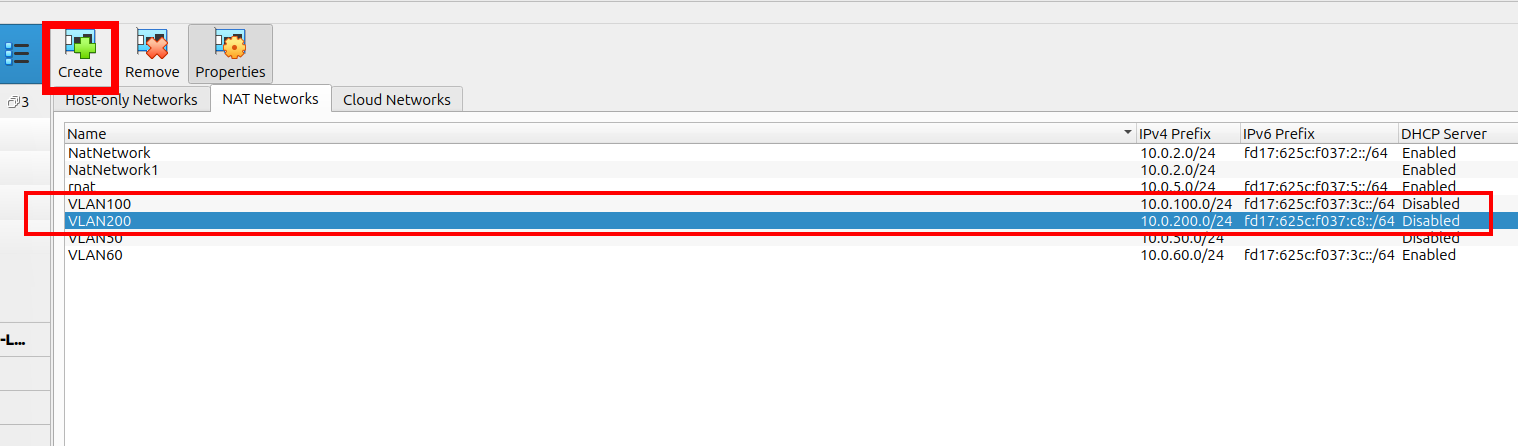 Create Remove Properties
3
Host-only Networks NAT Networks Cloud Networks
Name IPv4 Prefix IPv6 Prefix DHCP Server
NatNetwork 10.0.2.0/24 fd17:625c:f037:2::/64 Enabled
NatNetwork1 10.0.2.0/24 Enabled
rnat 10.0.5.0/24 fd17:625c:f037:5::/64 Enabled
VLAN100 10.0.100.0/24 fd17:625c:f037:3c::/64 Disabled
VLAN200 10.0.200.0/24 fd17:625c:f037:c8::/64 Disabled
VLAN50 10.0.50.0/24 Disabled
VLAN60 10.0.60.0/24 fd17:625c:f037:3c::/64 Enabled
-L...